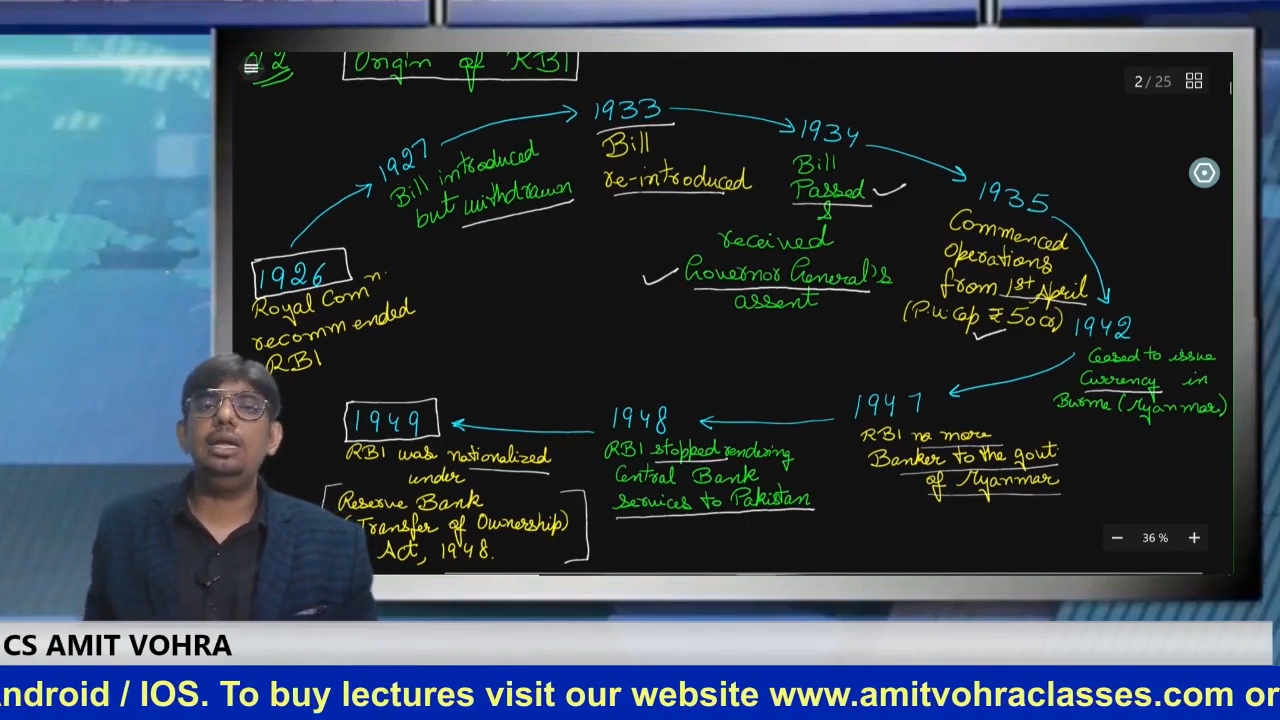 Q2 Origin of RBI
2 / 25
1926
Royal Comn.
recommended
RBI
1927
Bill introduced
but withdrawn
1933
Bill
re-introduced
1934
Bill
Passed
&
received
Governor General's
assent
1935
Commenced
Operations
from 1st April
(P.u.cap ₹5 cr)
1942
Ceased to issue
Currency in
Burma (Myanmar)
1947
RBI no more
Banker to the govt.
of Myanmar
1948
RBI stopped rendering
Central Bank
services to Pakistan
1949
RBI was nationalized
under
Reserve Bank
(Transfer of Ownership)
Act, 1948.
− 36 % +
CS AMIT VOHRA
ndroid / IOS. To buy lectures visit our website www.amitvohraclasses.com or